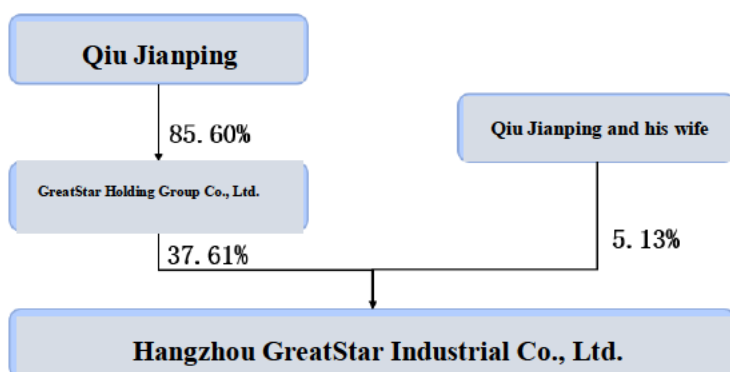 Qiu Jianping
85.60%
Qiu Jianping and his wife
GreatStar Holding Group Co., Ltd.
37.61%
5.13%
Hangzhou GreatStar Industrial Co., Ltd.